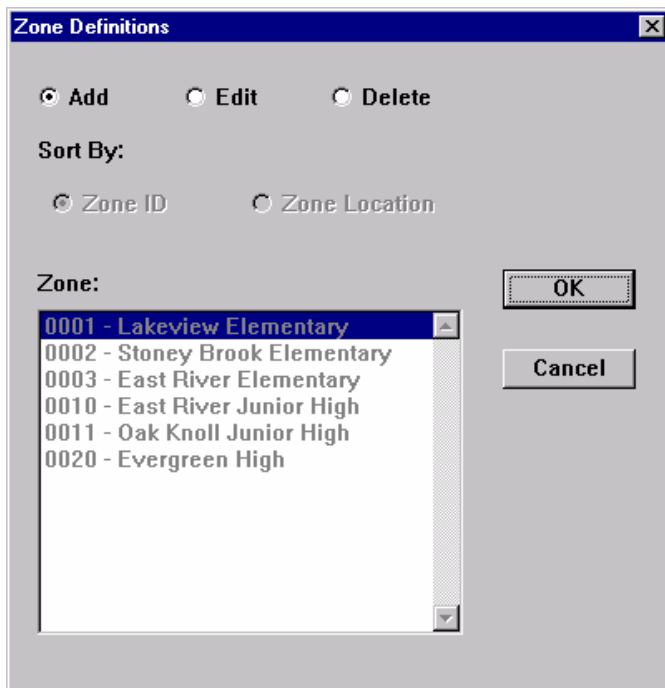 Zone Definitions
Add Edit Delete
Sort By:
Zone ID Zone Location
Zone:
OK
0001 - Lakeview Elementary
0002 - Stoney Brook Elementary
0003 - East River Elementary
Cancel
0010 - East River Junior High
0011 - Oak Knoll Junior High
0020 - Evergreen High